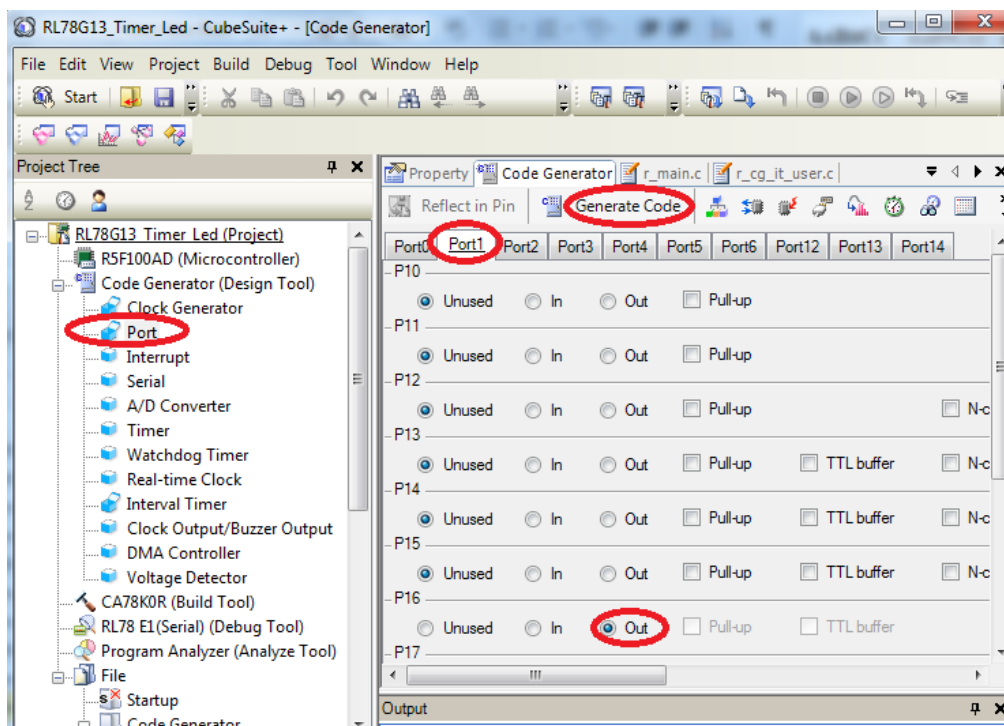 RL78G13_Timer_Led - CubeSuite+ - [Code Generator]
File Edit View Project Build Debug Tool Window Help
Start
Project Tree
Property Code Generator r_main.c r_cg_it_user.c
Reflect in Pin Generate Code
RL78G13_Timer_Led (Project)
R5F100AD (Microcontroller)
Code Generator (Design Tool)
Clock Generator
Port
Interrupt
Serial
A/D Converter
Timer
Watchdog Timer
Real-time Clock
Interval Timer
Clock Output/Buzzer Output
DMA Controller
Voltage Detector
CA78K0R (Build Tool)
RL78 E1(Serial) (Debug Tool)
Program Analyzer (Analyze Tool)
File
Startup
Code Generator
Port0 Port1 Port2 Port3 Port4 Port5 Port6 Port12 Port13 Port14
P10
Unused In Out Pull-up
P11
Unused In Out Pull-up
P12
Unused In Out Pull-up N-c
P13
Unused In Out Pull-up TTL buffer N-c
P14
Unused In Out Pull-up TTL buffer N-c
P15
Unused In Out Pull-up TTL buffer N-c
P16
Unused In Out Pull-up TTL buffer
P17
Output